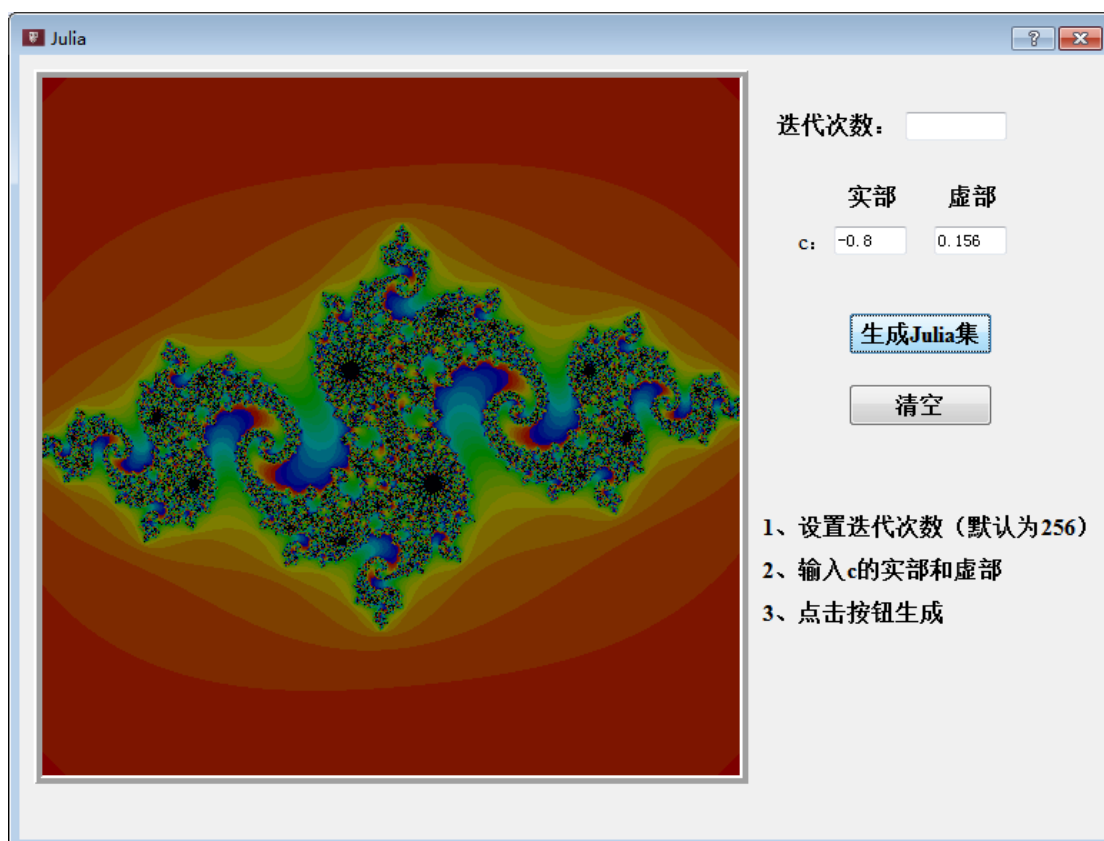 Julia
迭代次数：
实部 虚部
c: -0.8 0.156
生成Julia集
清空
1、设置迭代次数（默认为256）
2、输入c的实部和虚部
3、点击按钮生成